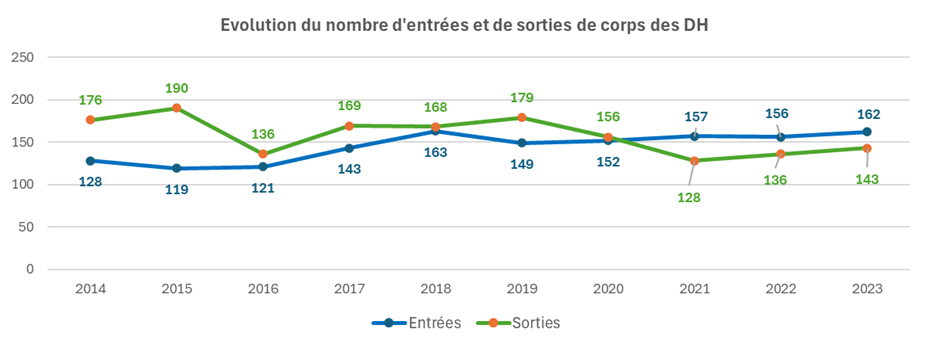 Evolution du nombre d'entrées et de sorties de corps des DH
250
200
150
100
50
0
176 190 136 169 168 179 156 157 156 162
128 119 121 143 163 149 152 128 136 143
2014 2015 2016 2017 2018 2019 2020 2021 2022 2023
Entrées Sorties